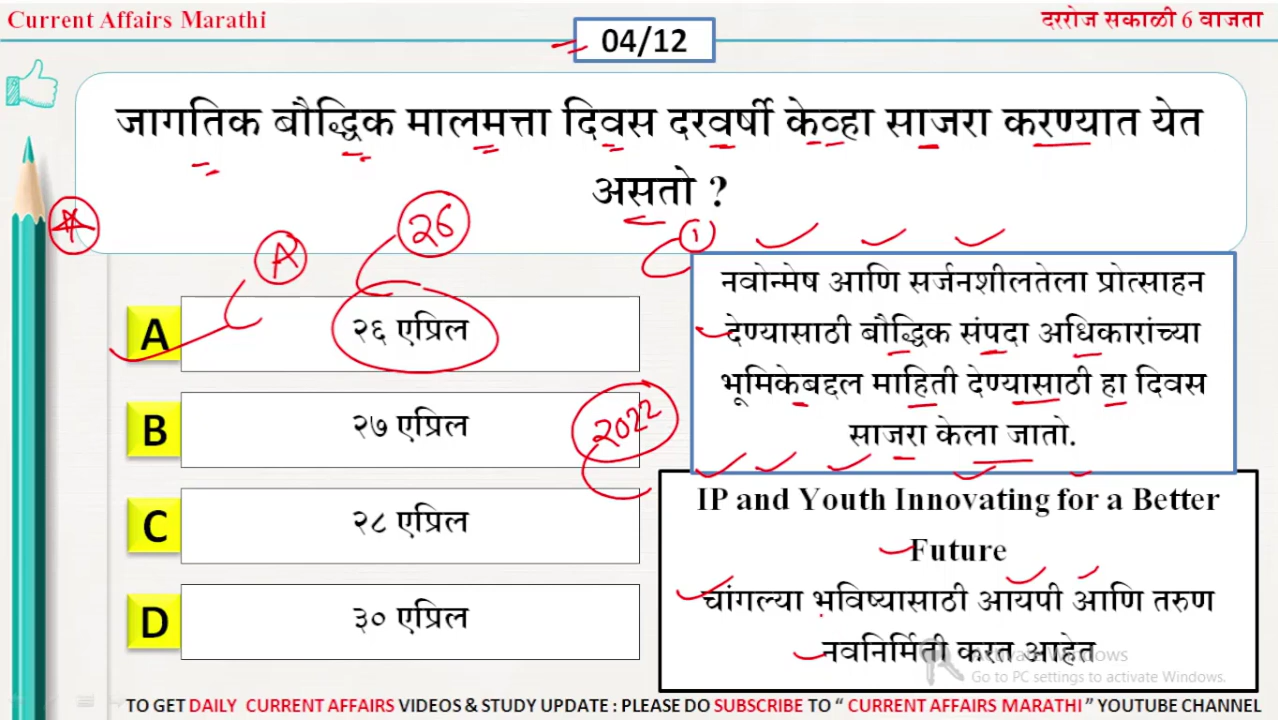 Current Affairs Marathi
दररोज सकाळी 6 वाजता
04/12
जागतिक बौद्धिक मालमत्ता दिवस दरवर्षी केव्हा साजरा करण्यात येत
असतो ?
२६
A
1
A
२६ एप्रिल
B
२७ एप्रिल
C
२८ एप्रिल
D
३० एप्रिल
2022
नवोन्मेष आणि सर्जनशीलतेला प्रोत्साहन
देण्यासाठी बौद्धिक संपदा अधिकारांच्या
भूमिकेबद्दल माहिती देण्यासाठी हा दिवस
साजरा केला जातो.
IP and Youth Innovating for a Better
Future
चांगल्या भविष्यासाठी आयपी आणि तरुण
नवनिर्मिती करत आहेत
Activate Windows
Go to PC settings to activate Windows.
TO GET DAILY CURRENT AFFAIRS VIDEOS & STUDY UPDATE : PLEASE DO SUBSCRIBE TO “ CURRENT AFFAIRS MARATHI ” YOUTUBE CHANNEL